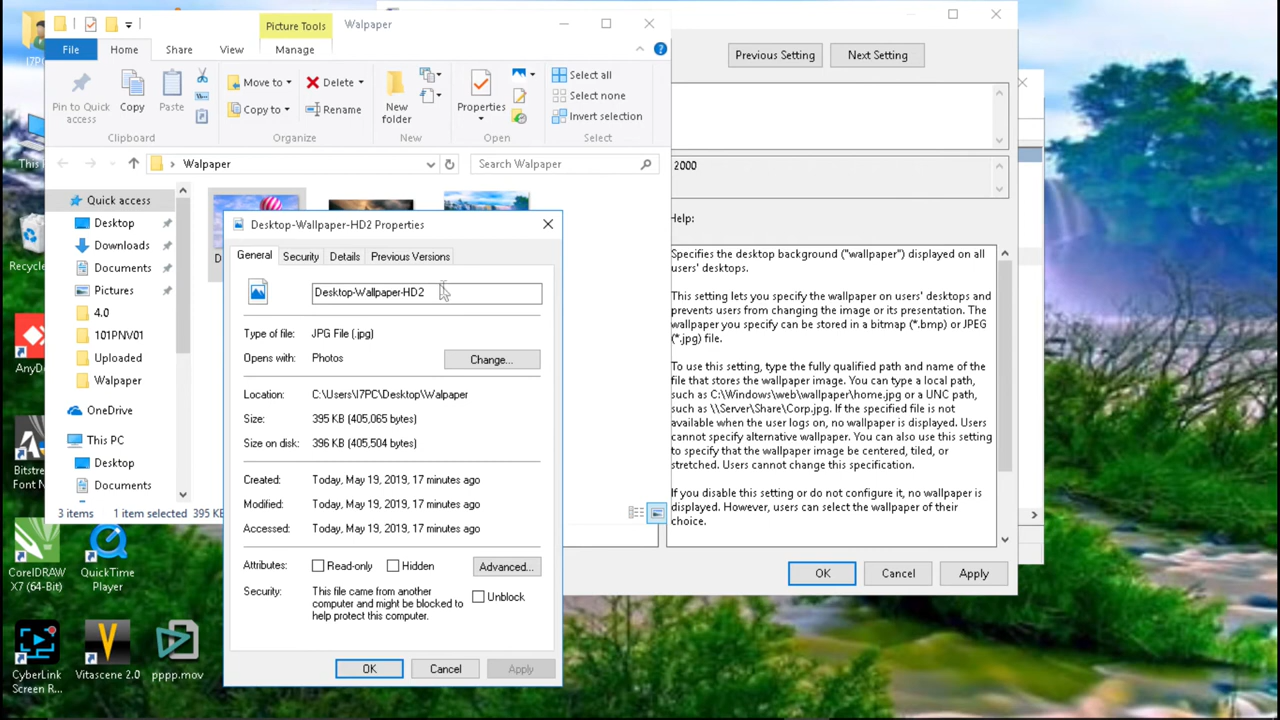 Picture Tools
Walpaper
File
Home
Share
View
Manage
Pin to Quick
access
Copy
Paste
Move to
Copy to
Delete
Rename
New
folder
Properties
Select all
Select none
Invert selection
Clipboard
Organize
New
Open
Select
Walpaper
Search Walpaper
Quick access
Desktop
Downloads
Documents
Pictures
4.0
101PNV01
Uploaded
Walpaper
OneDrive
This PC
Desktop
Documents
3 items
1 item selected 395 KB
Desktop-Wallpaper-HD2 Properties
General
Security
Details
Previous Versions
Desktop-Wallpaper-HD2
Type of file:
JPG File (.jpg)
Opens with:
Photos
Change...
Location:
C:\Users\I7PC\Desktop\Walpaper
Size:
395 KB (405,065 bytes)
Size on disk:
396 KB (405,504 bytes)
Created:
Today, May 19, 2019, 17 minutes ago
Modified:
Today, May 19, 2019, 17 minutes ago
Accessed:
Today, May 19, 2019, 17 minutes ago
Attributes:
Read-only
Hidden
Advanced...
Security:
This file came from another
computer and might be blocked to
help protect this computer.
Unblock
OK
Cancel
Apply
Previous Setting
Next Setting
2000
Help:
Specifies the desktop background ("wallpaper") displayed on all
users' desktops.
This setting lets you specify the wallpaper on users' desktops and
prevents users from changing the image or its presentation. The
wallpaper you specify can be stored in a bitmap (*.bmp) or JPEG
(*.jpg) file.
To use this setting, type the fully qualified path and name of the
file that stores the wallpaper image. You can type a local path,
such as C:\Windows\web\wallpaper\home.jpg or a UNC path,
such as \\Server\Share\Corp.jpg. If the specified file is not
available when the user logs on, no wallpaper is displayed. Users
cannot specify alternative wallpaper. You can also use this setting
to specify that the wallpaper image be centered, tiled, or
stretched. Users cannot change this specification.
If you disable this setting or do not configure it, no wallpaper is
displayed. However, users can select the wallpaper of their
choice.
OK
Cancel
Apply
I7P
This
Recycle
AnyD
Bitstre
Font N
CorelDRAW
X7 (64-Bit)
QuickTime
Player
CyberLink
Screen R...
Vitascene 2.0
pppp.mov